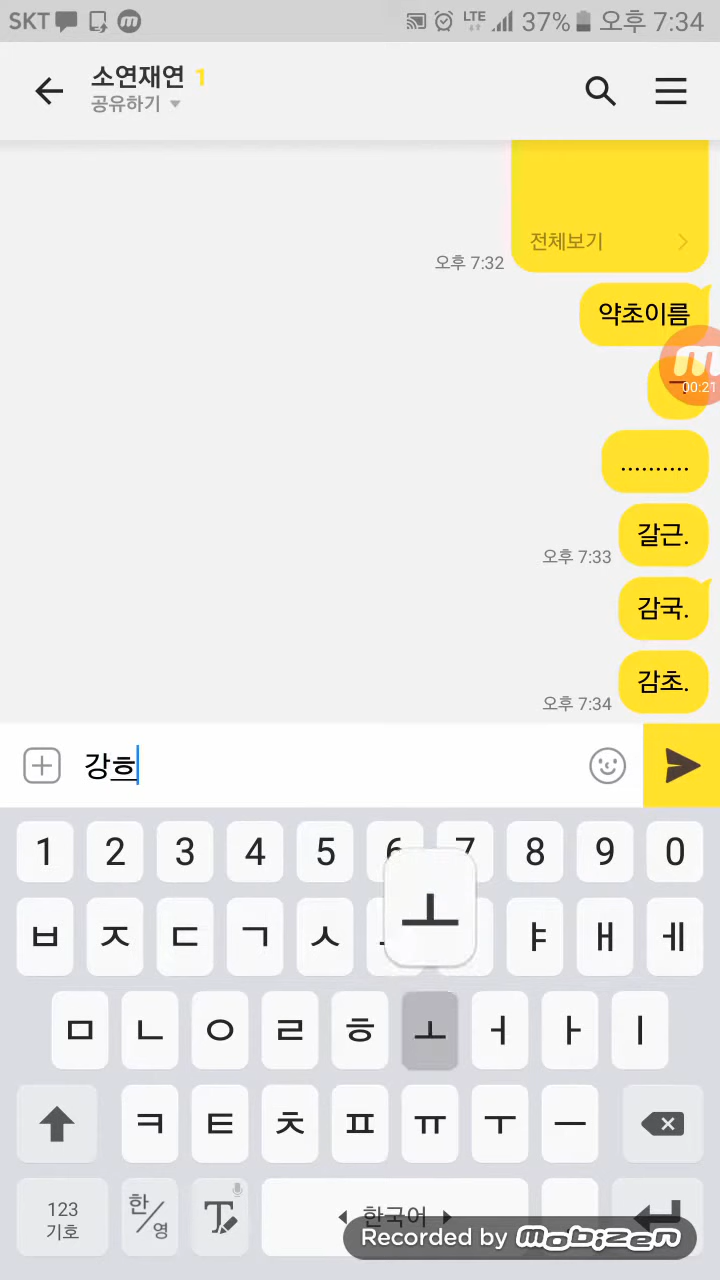 SKT LTE 37% 오후 7:34
소연재연 1
공유하기
전체보기
오후 7:32
약초이름
00:21
..........
갈근.
오후 7:33
감국.
감초.
오후 7:34
강흐
1 2 3 4 5 6 7 8 9 0
ㅗ
ㅂ ㅈ ㄷ ㄱ ㅅ ㅑ ㅐ ㅔ
ㅁ ㄴ ㅇ ㄹ ㅎ ㅗ ㅓ ㅏ ㅣ
ㅋ ㅌ ㅊ ㅍ ㅠ ㅜ ㅡ
123 한/영 한국어
기호
Recorded by mobizen